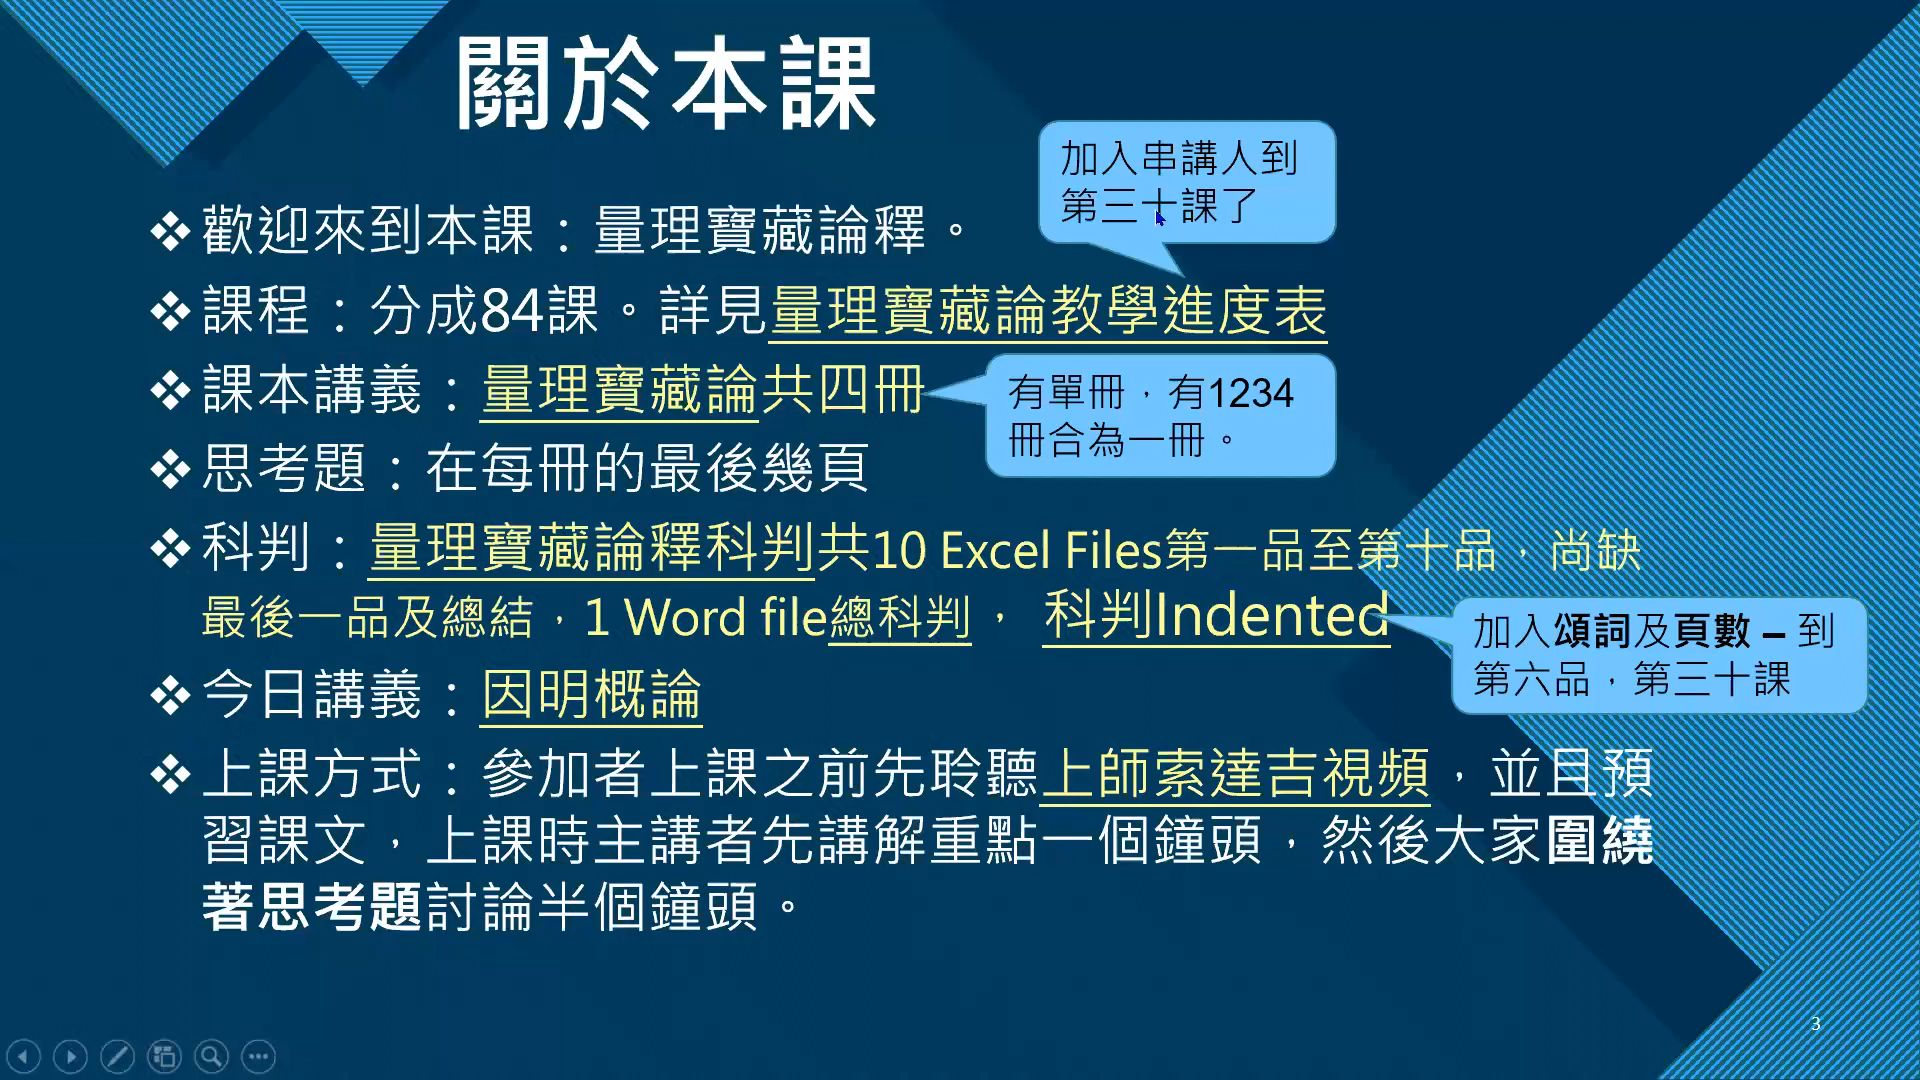 關於本課
加入串講人到
第三十課了
歡迎來到本課：量理寶藏論釋。
課程：分成84課。詳見量理寶藏論教學進度表
課本講義：量理寶藏論共四冊
有單冊，有1234
冊合為一冊。
思考題：在每冊的最後幾頁
科判：量理寶藏論釋科判共10 Excel Files第一品至第十品，尚缺
最後一品及總結，1 Word file總科判， 科判Indented
加入頌詞及頁數 – 到
第六品，第三十課
今日講義：因明概論
上課方式：參加者上課之前先聆聽上師索達吉視頻，並且預
習課文，上課時主講者先講解重點一個鐘頭，然後大家圍繞
著思考題討論半個鐘頭。
3